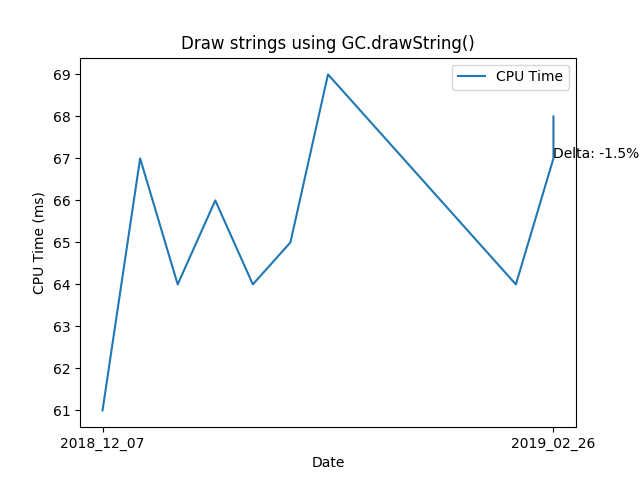 Draw strings using GC.drawString()
CPU Time
69
68
67
66
65
64
63
62
61
CPU Time (ms)
Delta: -1.5%
2018_12_07
2019_02_26
Date